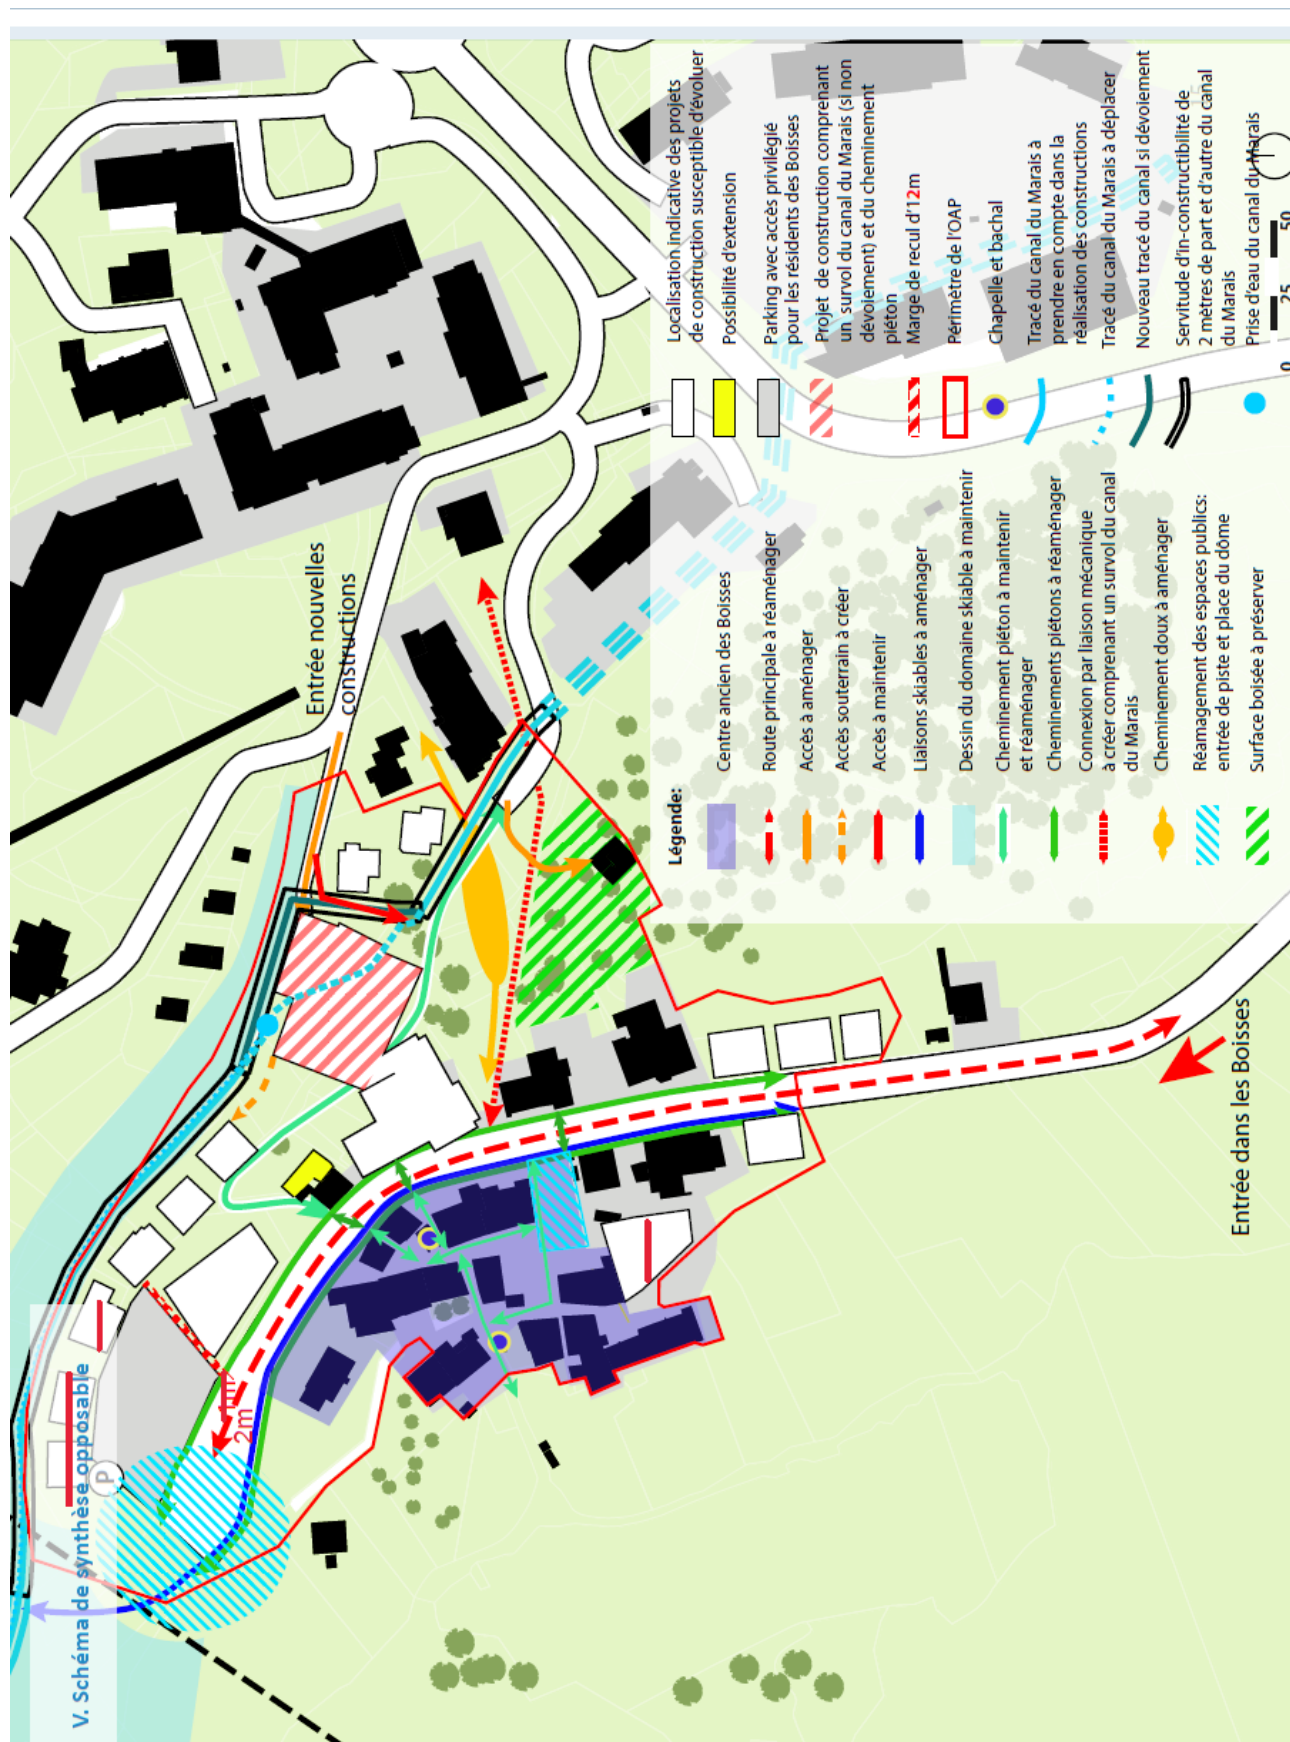 V. Schéma de synthèse opposable
P
1m
2m
Entrée nouvelles
constructions
Entrée dans les Boisses
Légende:
Centre ancien des Boisses
Route principale à réaménager
Accès à aménager
Accès souterrain à créer
Accès à maintenir
Liaisons skiables à aménager
Dessin du domaine skiable à maintenir
Cheminement piéton à maintenir
et réaménager
Cheminements piétons à réaménager
Connexion par liaison mécanique
à créer comprenant un survol du canal
du Marais
Cheminement doux à aménager
Réamagement des espaces publics:
entrée de piste et place du dôme
Surface boisée à préserver
Localisation indicative des projets
de construction susceptible d'évoluer
Possibilité d'extension
Parking avec accès privilégié
pour les résidents des Boisses
Projet de construction comprenant
un survol du canal du Marais (si non
dévoiement) et du cheminement
piéton
Marge de recul d'12m
Périmètre de l'OAP
Chapelle et bachal
Tracé du canal du Marais à
prendre en compte dans la
réalisation des constructions
Tracé du canal du Marais à déplacer
Nouveau tracé du canal si dévoiement
Servitude d'in-constructibilité de
2 mètres de part et d'autre du canal
du Marais
Prise d'eau du canal du Marais
0 25 50
15